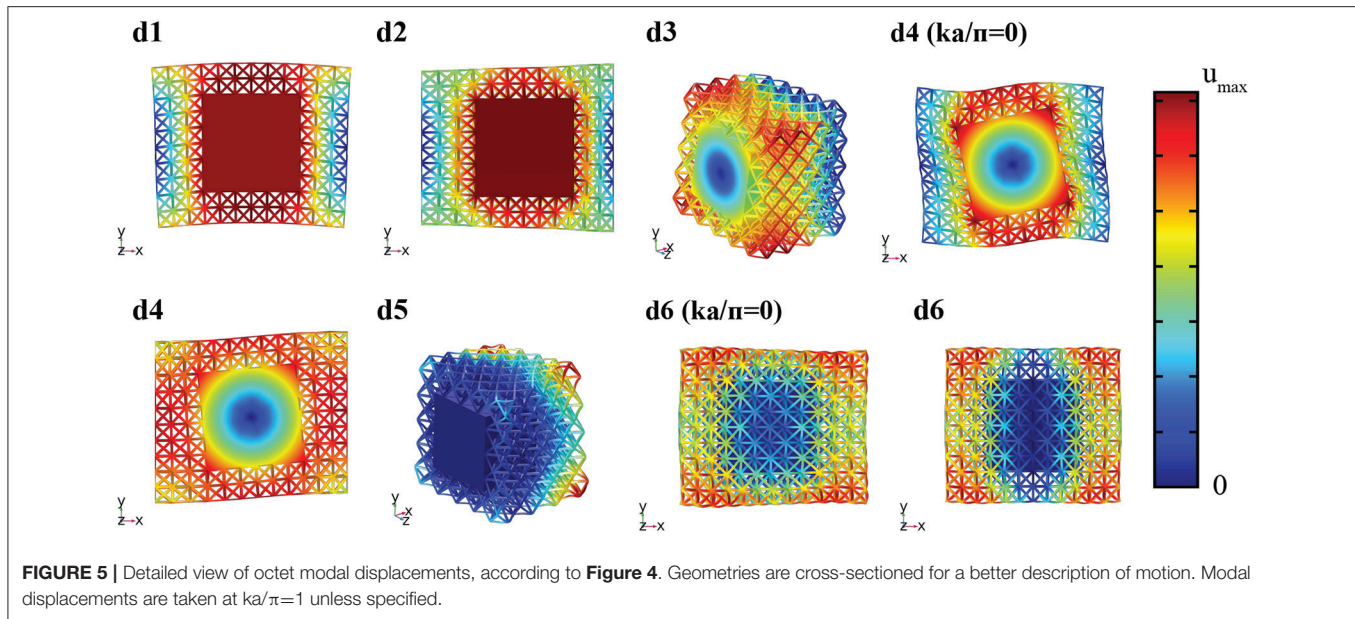 d1
d2
d3
d4 (ka/π=0)
u_max
y
z x
y
z x
y
x
z
y
z x
d4
d5
d6 (ka/π=0)
d6
0
y
z x
y
x
z
y
z x
y
z x
FIGURE 5 | Detailed view of octet modal displacements, according to Figure 4. Geometries are cross-sectioned for a better description of motion. Modal
displacements are taken at ka/π=1 unless specified.